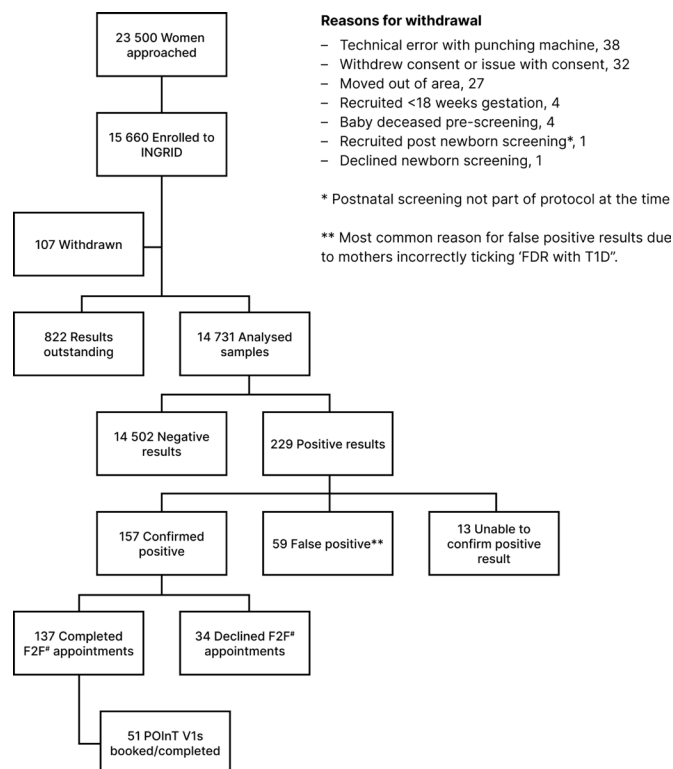 23 500 Women
approached
15 660 Enrolled to
INGRID
107 Withdrawn
822 Results
outstanding
14 731 Analysed
samples
14 502 Negative
results
229 Positive results
157 Confirmed
positive
59 False positive**
13 Unable to
confirm positive
result
137 Completed
F2F# appointments
34 Declined F2F#
appointments
51 POInT V1s
booked/completed
Reasons for withdrawal
– Technical error with punching machine, 38
– Withdrew consent or issue with consent, 32
– Moved out of area, 27
– Recruited <18 weeks gestation, 4
– Baby deceased pre-screening, 4
– Recruited post newborn screening*, 1
– Declined newborn screening, 1
* Postnatal screening not part of protocol at the time
** Most common reason for false positive results due
to mothers incorrectly ticking ‘FDR with T1D”.